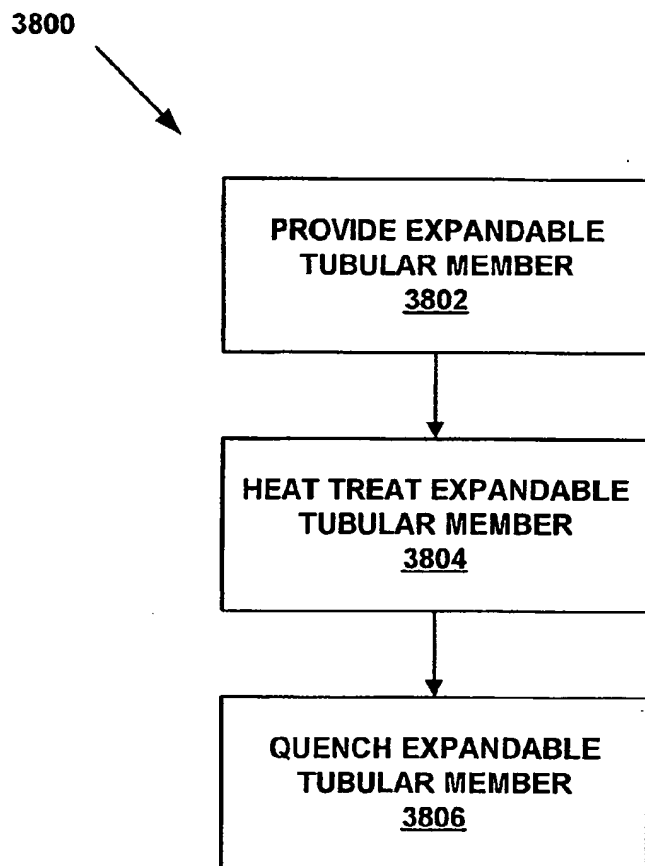 3800
PROVIDE EXPANDABLE
TUBULAR MEMBER
3802
HEAT TREAT EXPANDABLE
TUBULAR MEMBER
3804
QUENCH EXPANDABLE
TUBULAR MEMBER
3806